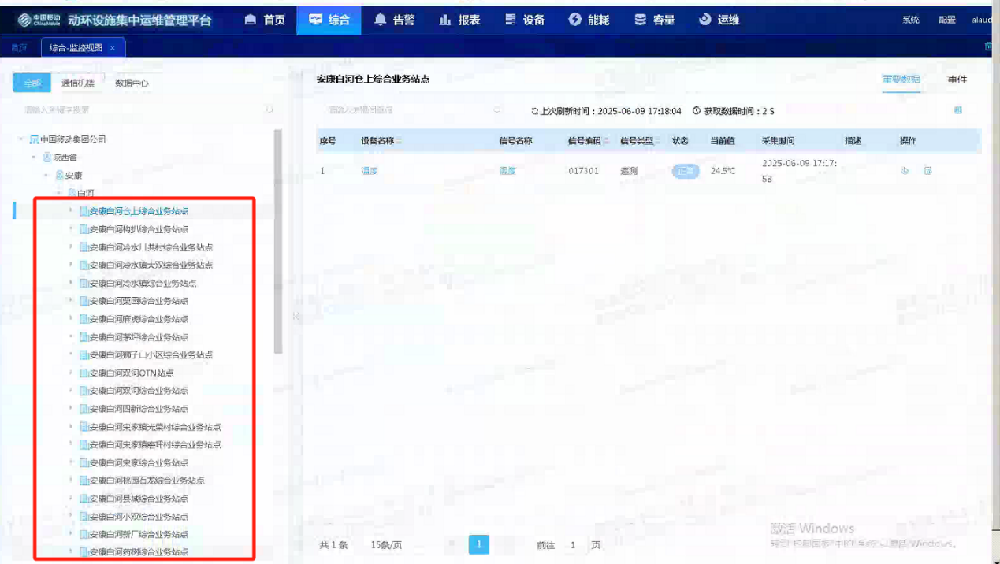 中国移动 China Mobile 动环设施集中运维管理平台 首页 综合 告警 报表 设备 能耗 容量 运维 系统 配置 alaud
首页 综合-监控视图 ×
全部 通信机楼 数据中心
安康白河仓上综合业务站点 重要数据 事件
请输入关键字搜索
上次刷新时间：2025-06-09 17:18:04 获取数据时间：2 S
序号 设备名称 信号名称 信号编码 信号类型 状态 当前值 采集时间 描述 操作
1 温度 温度 017301 遥测 正常 24.5℃ 2025-06-09 17:17:
58
中国移动集团公司
陕西省
安康
白河
安康白河仓上综合业务站点
安康白河构扒综合业务站点
安康白河冷水川共村综合业务站点
安康白河冷水镇大双综合业务站点
安康白河冷水镇综合业务站点
安康白河栗园综合业务站点
安康白河麻虎综合业务站点
安康白河茅坪综合业务站点
安康白河狮子山小区综合业务站点
安康白河双河OTN站点
安康白河双河综合业务站点
安康白河四新综合业务站点
安康白河宋家镇光荣村综合业务站点
安康白河宋家镇磨坪村综合业务站点
安康白河宋家综合业务站点
安康白河桃园石龙综合业务站点
安康白河县城综合业务站点
安康白河小双综合业务站点
安康白河新厂综合业务站点
安康白河药树综合业务站点
共 1 条 15条/页 1 前往 1 页
激活 Windows
转到"控制面板"中的"系统"以激活 Windows。